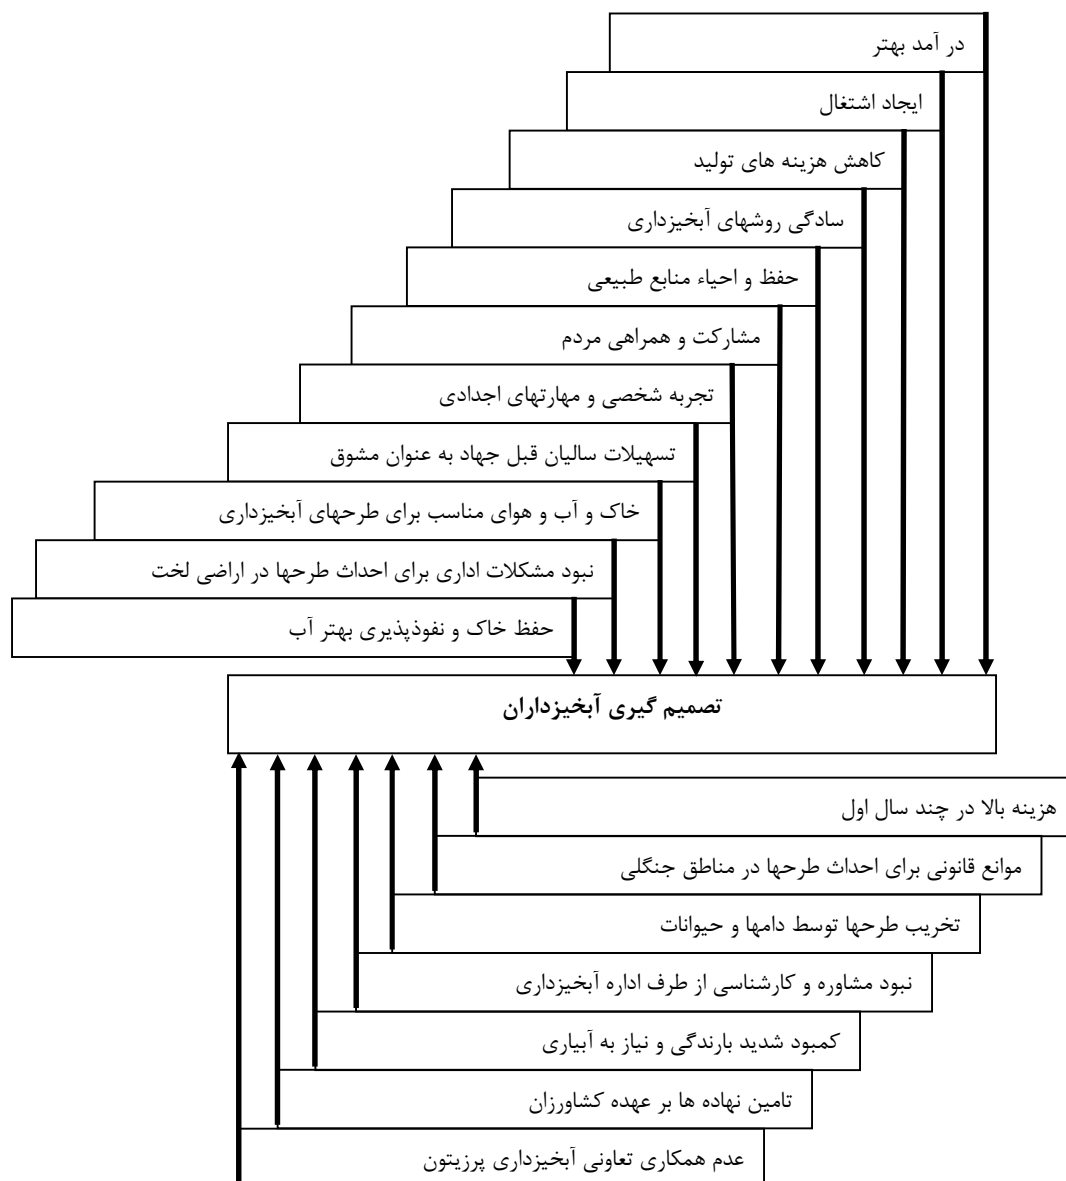 در آمد بهتر
ایجاد اشتغال
کاهش هزینه های تولید
سادگی روشهای آبخیزداری
حفظ و احیاء منابع طبیعی
مشارکت و همراهی مردم
تجربه شخصی و مهارتهای اجدادی
تسهیلات سالیان قبل جهاد به عنوان مشوق
خاک و آب و هوای مناسب برای طرحهای آبخیزداری
نبود مشکلات اداری برای احداث طرحها در اراضی لخت
حفظ خاک و نفوذپذیری بهتر آب
تصمیم گیری آبخیزداران
هزینه بالا در چند سال اول
موانع قانونی برای احداث طرحها در مناطق جنگلی
تخریب طرحها توسط دامها و حیوانات
نبود مشاوره و کارشناسی از طرف اداره آبخیزداری
کمبود شدید بارندگی و نیاز به آبیاری
تامین نهاده ها بر عهده کشاورزان
عدم همکاری تعاونی آبخیزداری پرزیتون